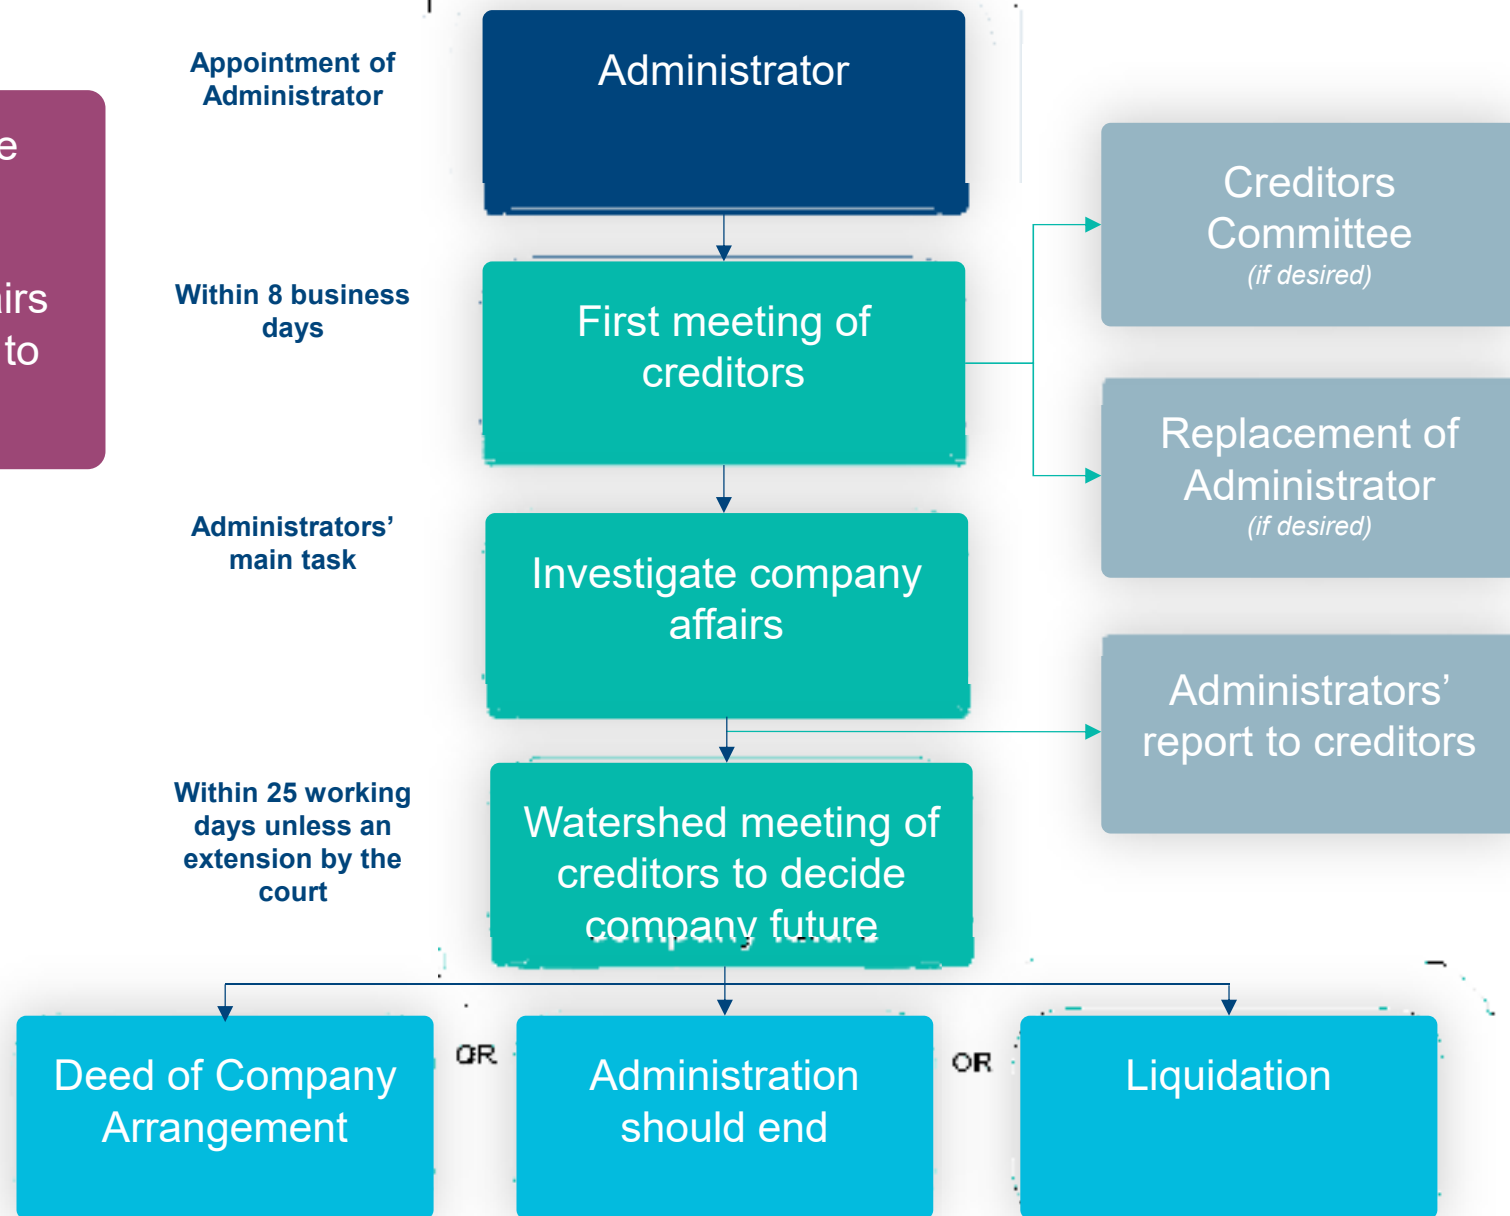 Appointment of
Administrator
Administrator
airs
to
Within 8 business
days
First meeting of
creditors
Creditors
Committee
(if desired)
Replacement of
Administrator
(if desired)
Administrators’
main task
Investigate company
affairs
Administrators’
report to creditors
Within 25 working
days unless an
extension by the
court
Watershed meeting of
creditors to decide
company future
Deed of Company
Arrangement
OR
Administration
should end
OR
Liquidation